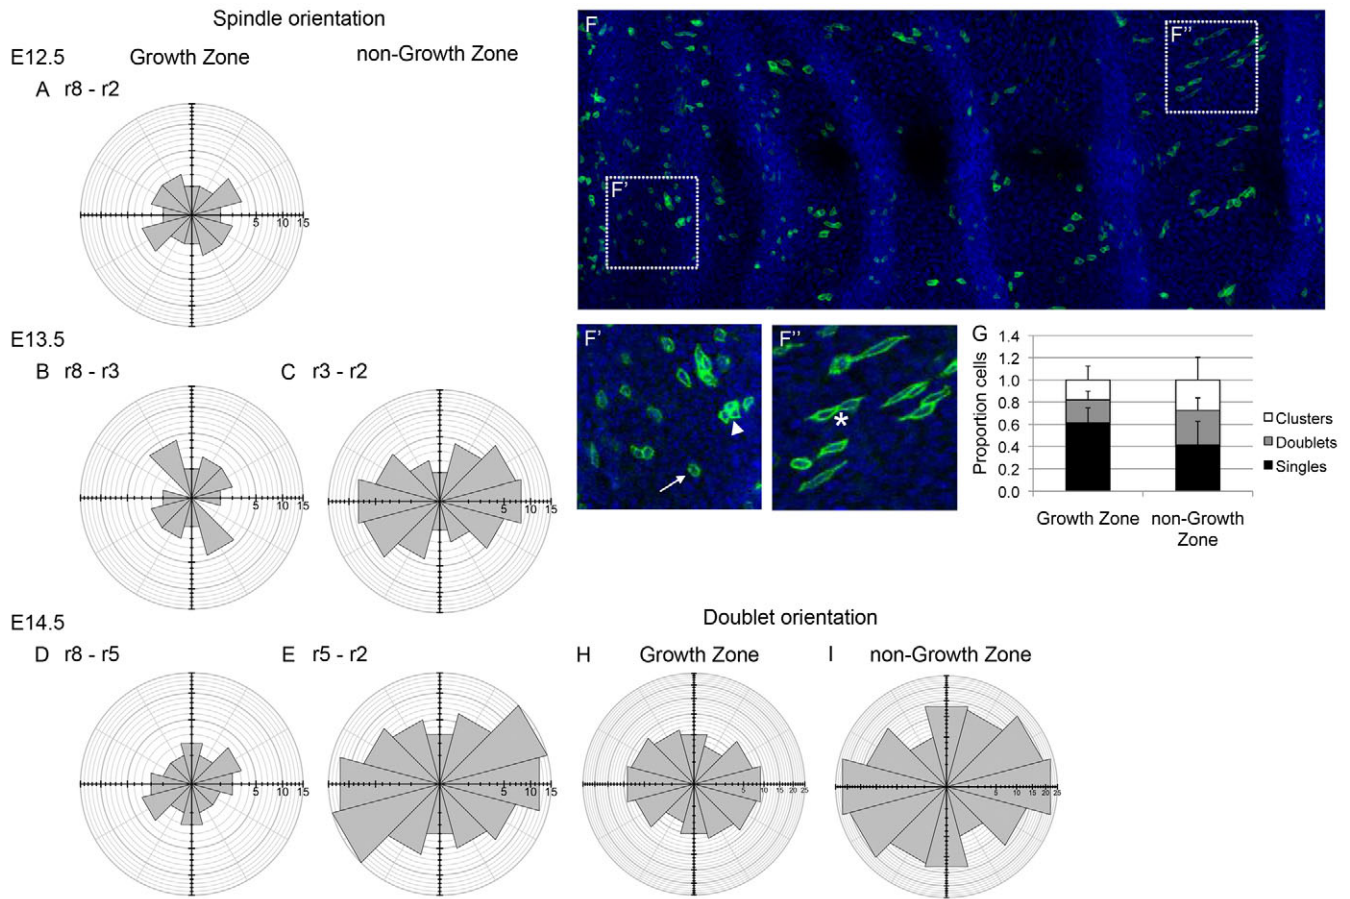 Spindle orientation
E12.5
Growth Zone
non-Growth Zone
A r8 - r2
5 10 15
E13.5
B r8 - r3
5 10 15
C r3 - r2
5 10 15
E14.5
D r8 - r5
5 10 15
E r5 - r2
5 10 15
F
F'
F''
F'
F''
*
G
Proportion cells
1.4
1.2
1.0
0.8
0.6
0.4
0.2
0.0
Growth Zone
non-Growth
Zone
Clusters
Doublets
Singles
Doublet orientation
H Growth Zone
5 10 15 20 25
I non-Growth Zone
5 10 15 20 25